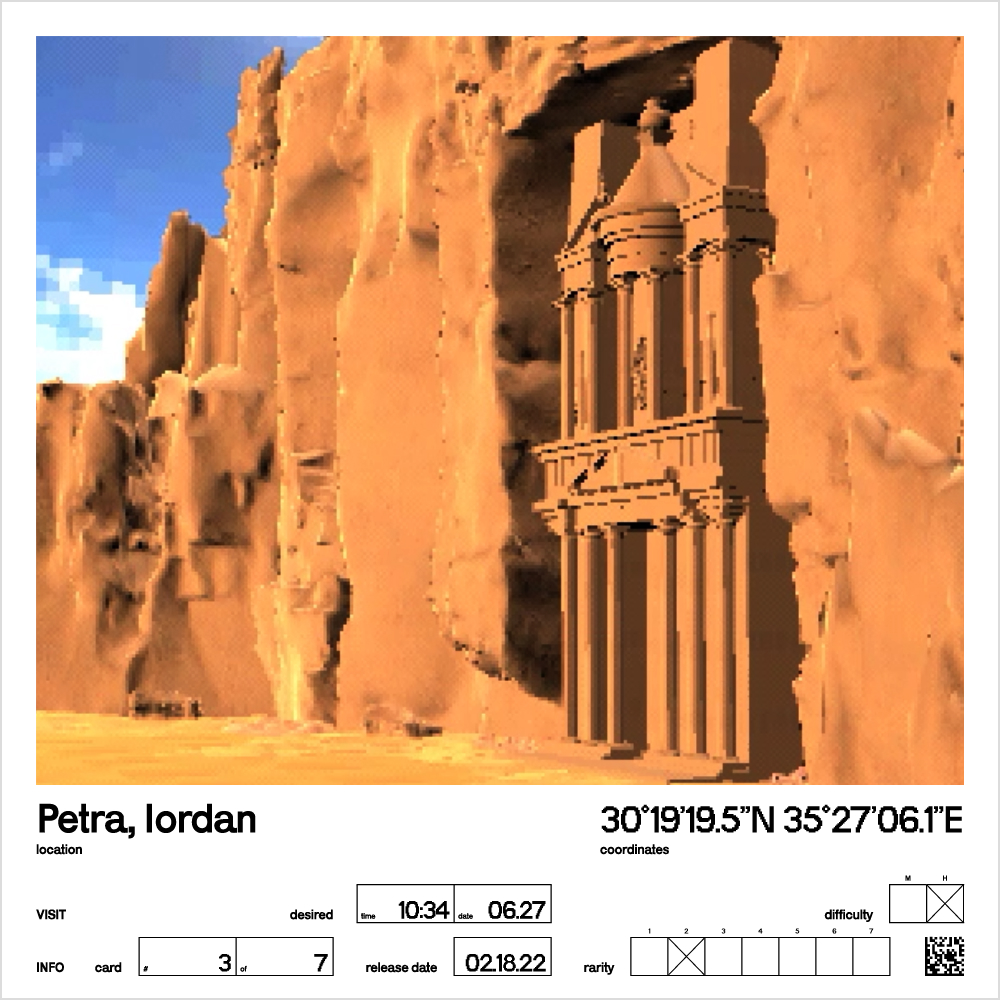 Petra, Iordan 30°19'19.5"N 35°27'06.1"E
location coordinates
M H
VISIT desired time 10:34 date 06.27 difficulty
1 2 3 4 5 6 7
INFO card # 3 of 7 release date 02.18.22 rarity